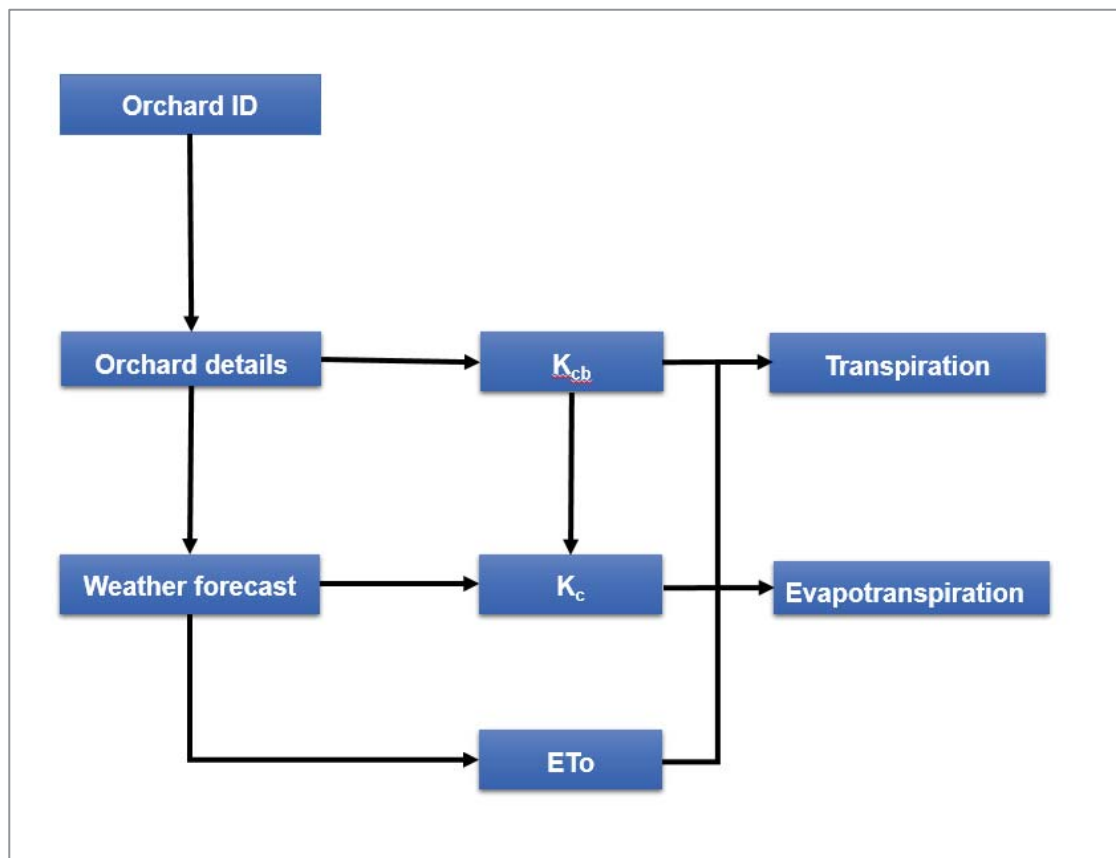 Orchard ID
Orchard details
Kcb
Transpiration
Weather forecast
Kc
Evapotranspiration
ETo